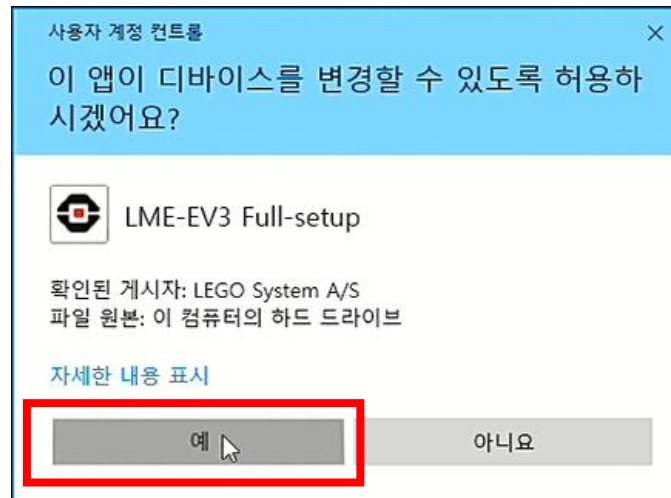 사용자 계정 컨트롤
이 앱이 디바이스를 변경할 수 있도록 허용하
시겠어요?
LME-EV3 Full-setup
확인된 게시자: LEGO System A/S
파일 원본: 이 컴퓨터의 하드 드라이브
자세한 내용 표시
예
아니요